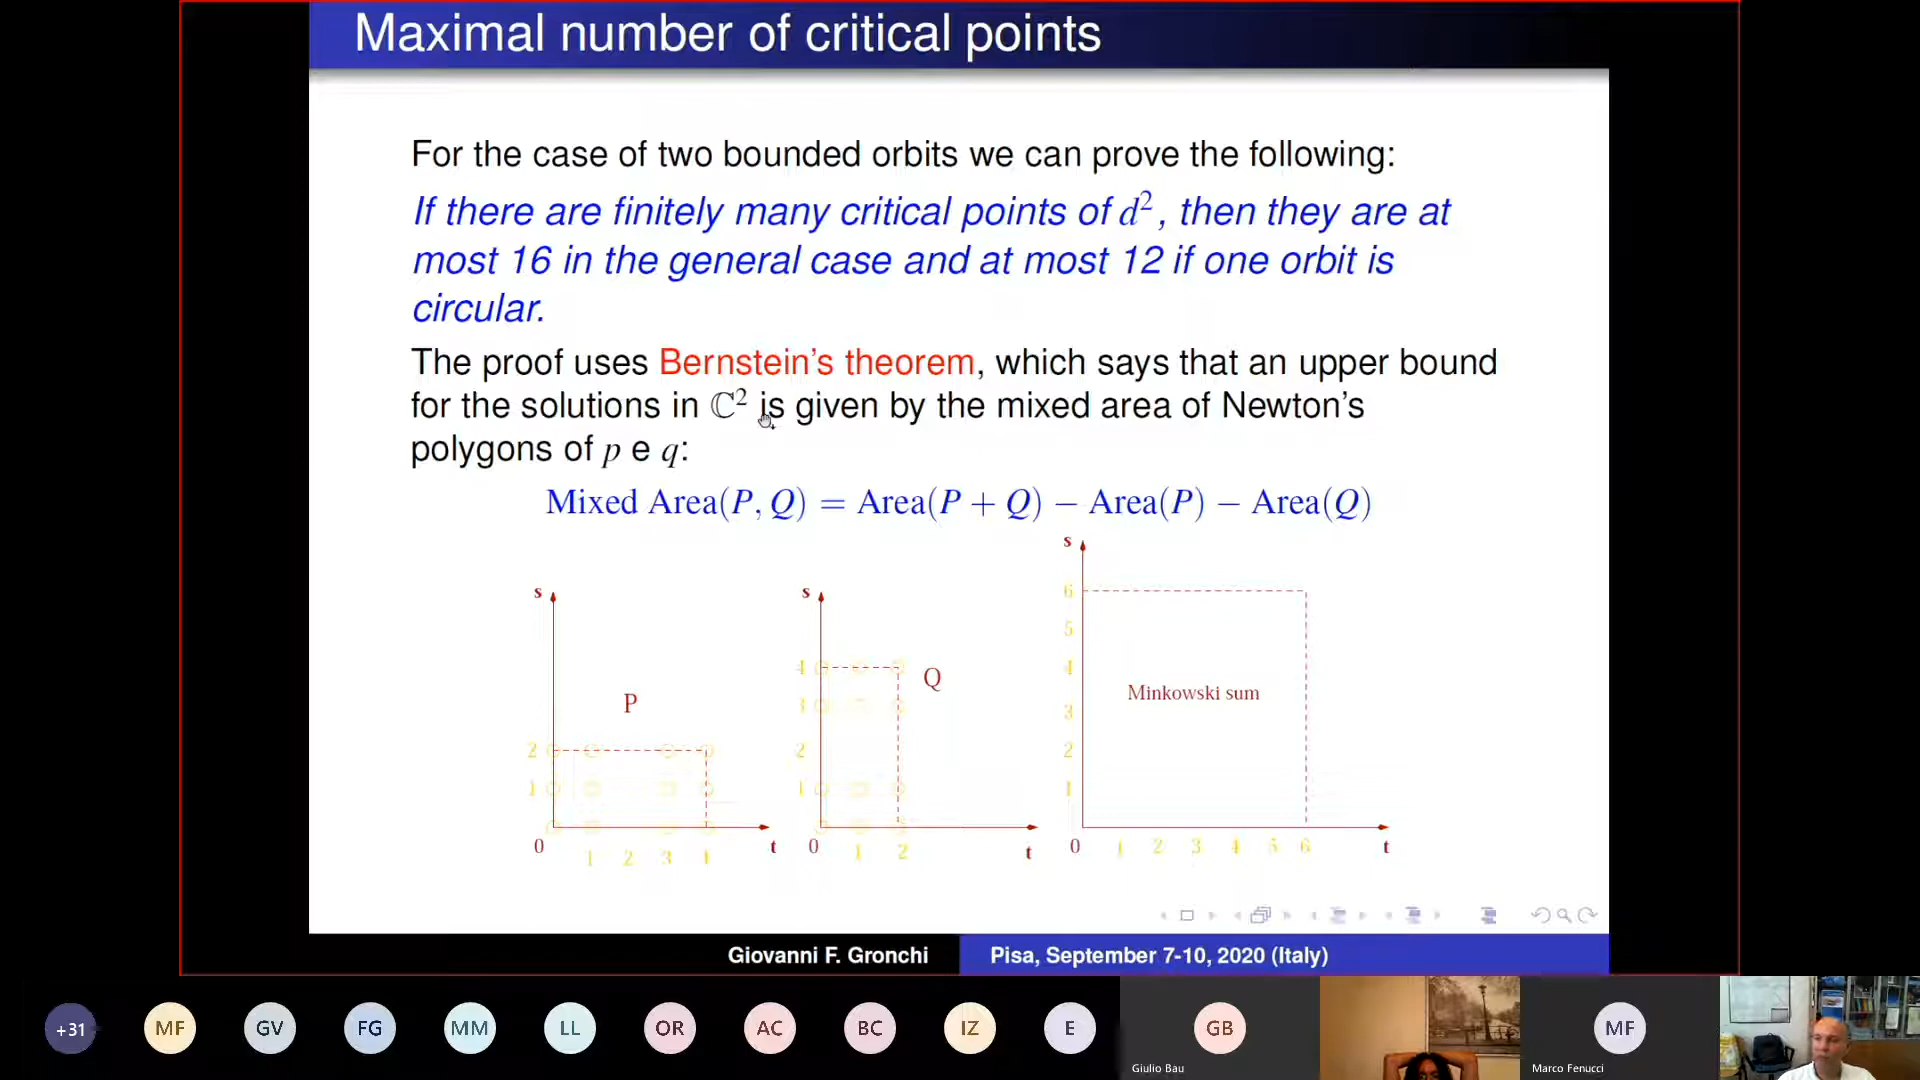 Maximal number of critical points
For the case of two bounded orbits we can prove the following:
If there are finitely many critical points of d², then they are at
most 16 in the general case and at most 12 if one orbit is
circular.
The proof uses Bernstein's theorem, which says that an upper bound
for the solutions in ℂ² is given by the mixed area of Newton's
polygons of p e q:
Mixed Area(P, Q) = Area(P + Q) − Area(P) − Area(Q)
s
P
2
1
0
1 2 3 4
t
s
Q
4
3
2
1
0
1 2
t
s
6
5
4
3
2
1
Minkowski sum
0
1 2 3 4 5 6
t
Giovanni F. Gronchi
Pisa, September 7-10, 2020 (Italy)
+31
MF
GV
FG
MM
LL
OR
AC
BC
IZ
E
GB
Giulio Bau
MF
Marco Fenucci